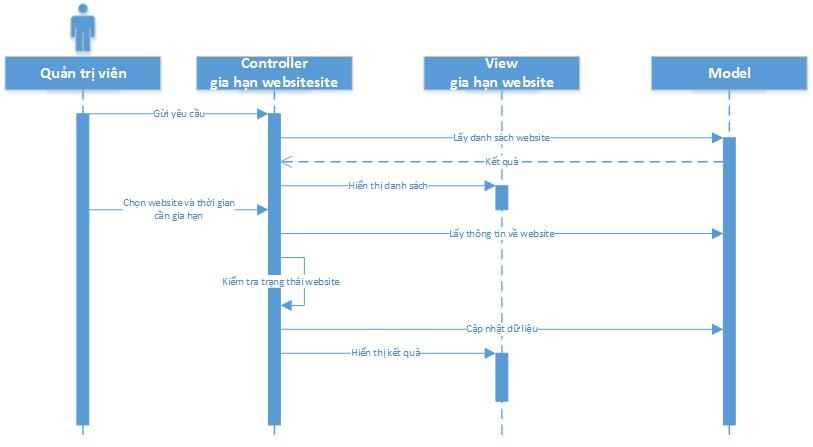 Quản trị viên
Controller
gia hạn websitesite
View
gia hạn website
Model
Gửi yêu cầu
Lấy danh sách website
Kết quả
Hiển thị danh sách
Chọn website và thời gian
cần gia hạn
Lấy thông tin về website
Kiểm tra trạng thái website
Cập nhật dữ liệu
Hiển thị kết quả